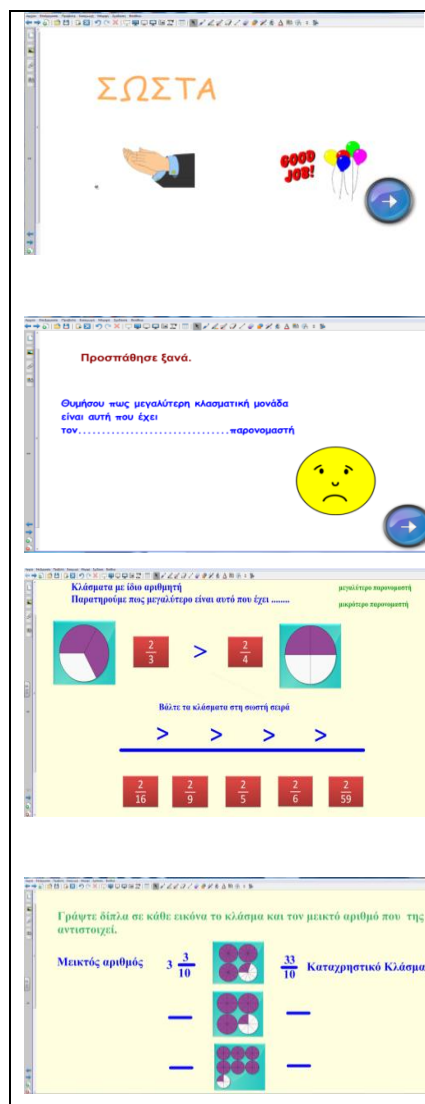 ΣΩΣΤΑ
GOOD
JOB!
Προσπάθησε ξανά.
Θυμήσου πως μεγαλύτερη κλασματική μονάδα
είναι αυτή που έχει
τον..............................παρονομαστή
Κλάσματα με ίδιο αριθμητή
Παρατηρούμε πως μεγαλύτερο είναι αυτό που έχει ........
μεγαλύτερο παρονομαστή
μικρότερο παρονομαστή
2/3 > 2/4
Βάλτε τα κλάσματα στη σωστή σειρά
> > > >
2/16 2/9 2/5 2/6 2/59
Γράψτε δίπλα σε κάθε εικόνα το κλάσμα και τον μεικτό αριθμό που της
αντιστοιχεί.
Μεικτός αριθμός 3 3/10 33/10 Καταχρηστικό Κλάσμα